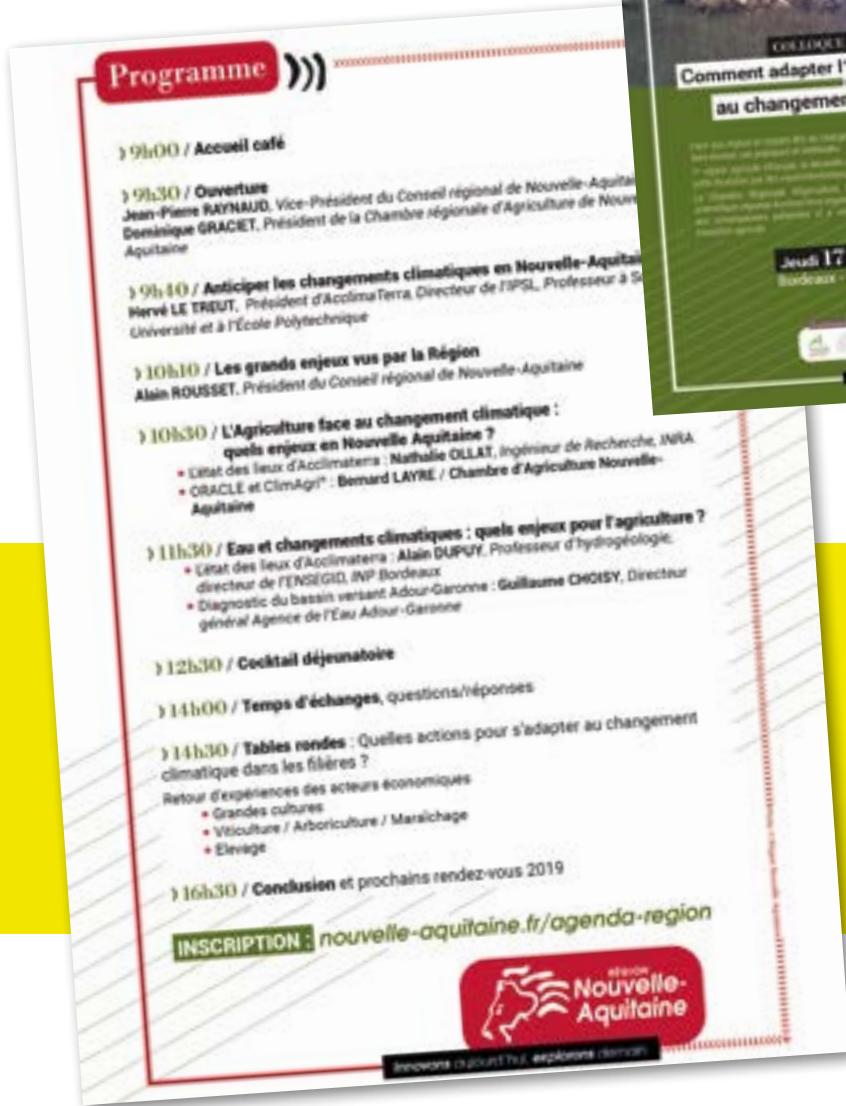 Programme
9h00 / Accueil café
9h30 / Ouverture
Jean-Pierre RAYNAUD, Vice-Président du Conseil régional de Nouvelle-Aquitai
Dominique GRACIET, Président de la Chambre régionale d'Agriculture de Nouve
Aquitaine
9h40 / Anticiper les changements climatiques en Nouvelle-Aquitai
Hervé LE TREUT, Président d'AcclimaTerra, Directeur de l'IPSL, Professeur à S
Université et à l'École Polytechnique
10h10 / Les grands enjeux vus par la Région
Alain ROUSSET, Président du Conseil régional de Nouvelle-Aquitaine
10h30 / L'Agriculture face au changement climatique :
quels enjeux en Nouvelle Aquitaine ?
• L'état des lieux d'Acclimaterra : Nathalie OLLAT, Ingénieur de Recherche, INRA
• ORACLE et ClimAgri® : Bernard LAYRE / Chambre d'Agriculture Nouvelle-
Aquitaine
11h30 / Eau et changements climatiques : quels enjeux pour l'agriculture ?
• L'état des lieux d'Acclimaterra : Alain DUPUY, Professeur d'hydrogéologie,
directeur de l'ENSEGID, INP Bordeaux
• Diagnostic du bassin versant Adour-Garonne : Guillaume CHOISY, Directeur
général Agence de l'Eau Adour-Garonne
12h30 / Cocktail déjeunatoire
14h00 / Temps d'échanges, questions/réponses
14h30 / Tables rondes : Quelles actions pour s'adapter au changement
climatique dans les filières ?
Retour d'expériences des acteurs économiques
• Grandes cultures
• Viticulture / Arboriculture / Maraîchage
• Elevage
16h30 / Conclusion et prochains rendez-vous 2019
INSCRIPTION : nouvelle-aquitaine.fr/agenda-region
RÉGION
Nouvelle-
Aquitaine
Innovons aujourd'hui, explorons demain
COLLOQUE
Comment adapter l'
au changemen
Jeudi 17
Bordeaux -